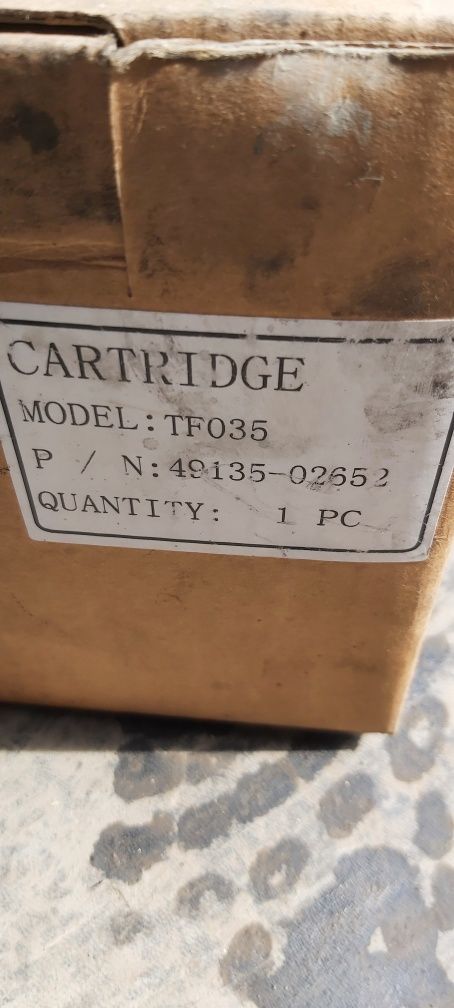 CARTRIDGE
MODEL:TF035
P / N:49135-02652
QUANTITY: 1 PC